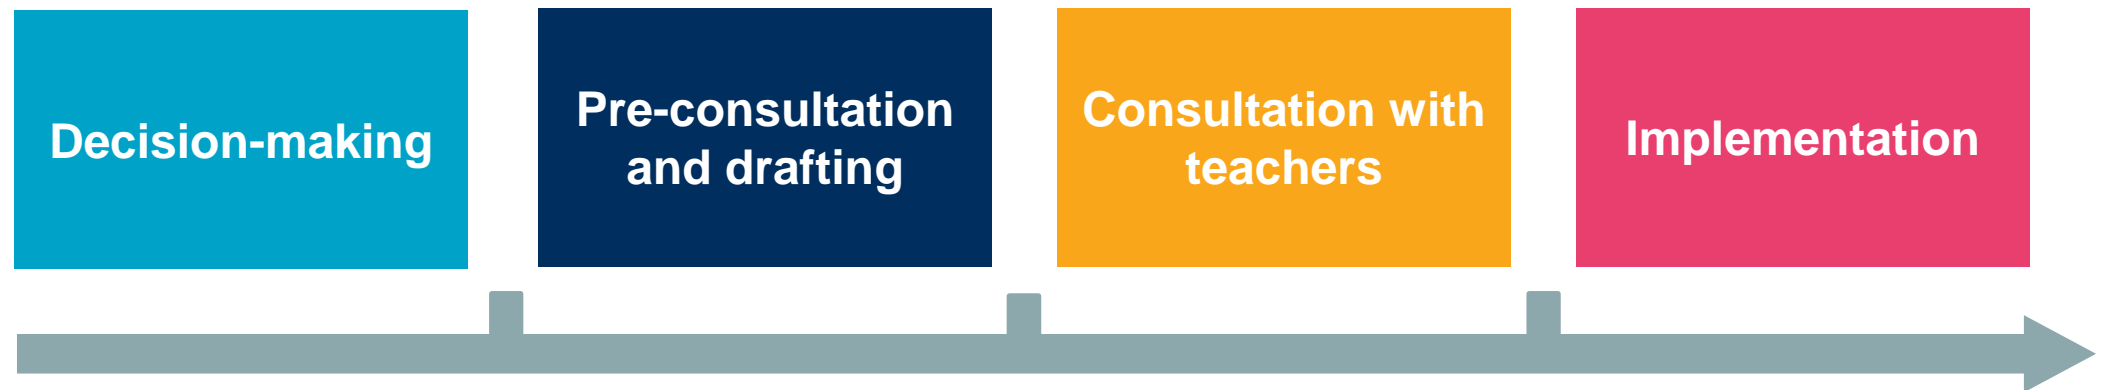 Decision-making
Pre-consultation
and drafting
Consultation with
teachers
Implementation